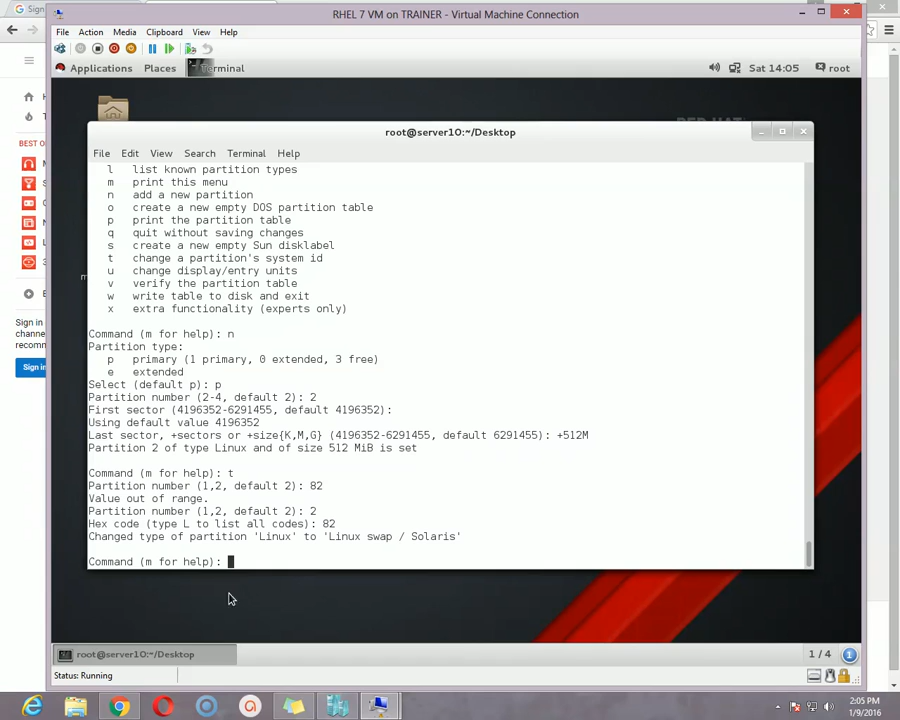 RHEL 7 VM on TRAINER - Virtual Machine Connection
File Action Media Clipboard View Help
Applications Places Terminal Sat 14:05 root
root@server10:~/Desktop
File Edit View Search Terminal Help
l list known partition types
m print this menu
n add a new partition
o create a new empty DOS partition table
p print the partition table
q quit without saving changes
s create a new empty Sun disklabel
t change a partition's system id
u change display/entry units
v verify the partition table
w write table to disk and exit
x extra functionality (experts only)
Command (m for help): n
Partition type:
p primary (1 primary, 0 extended, 3 free)
e extended
Select (default p): p
Partition number (2-4, default 2): 2
First sector (4196352-6291455, default 4196352):
Using default value 4196352
Last sector, +sectors or +size{K,M,G} (4196352-6291455, default 6291455): +512M
Partition 2 of type Linux and of size 512 MiB is set
Command (m for help): t
Partition number (1,2, default 2): 82
Value out of range.
Partition number (1,2, default 2): 2
Hex code (type L to list all codes): 82
Changed type of partition 'Linux' to 'Linux swap / Solaris'
Command (m for help):
BEST O
Sign in
channe
recomm
Sign in
root@server10:~/Desktop 1 / 4 1
Status: Running
2:05 PM
1/9/2016